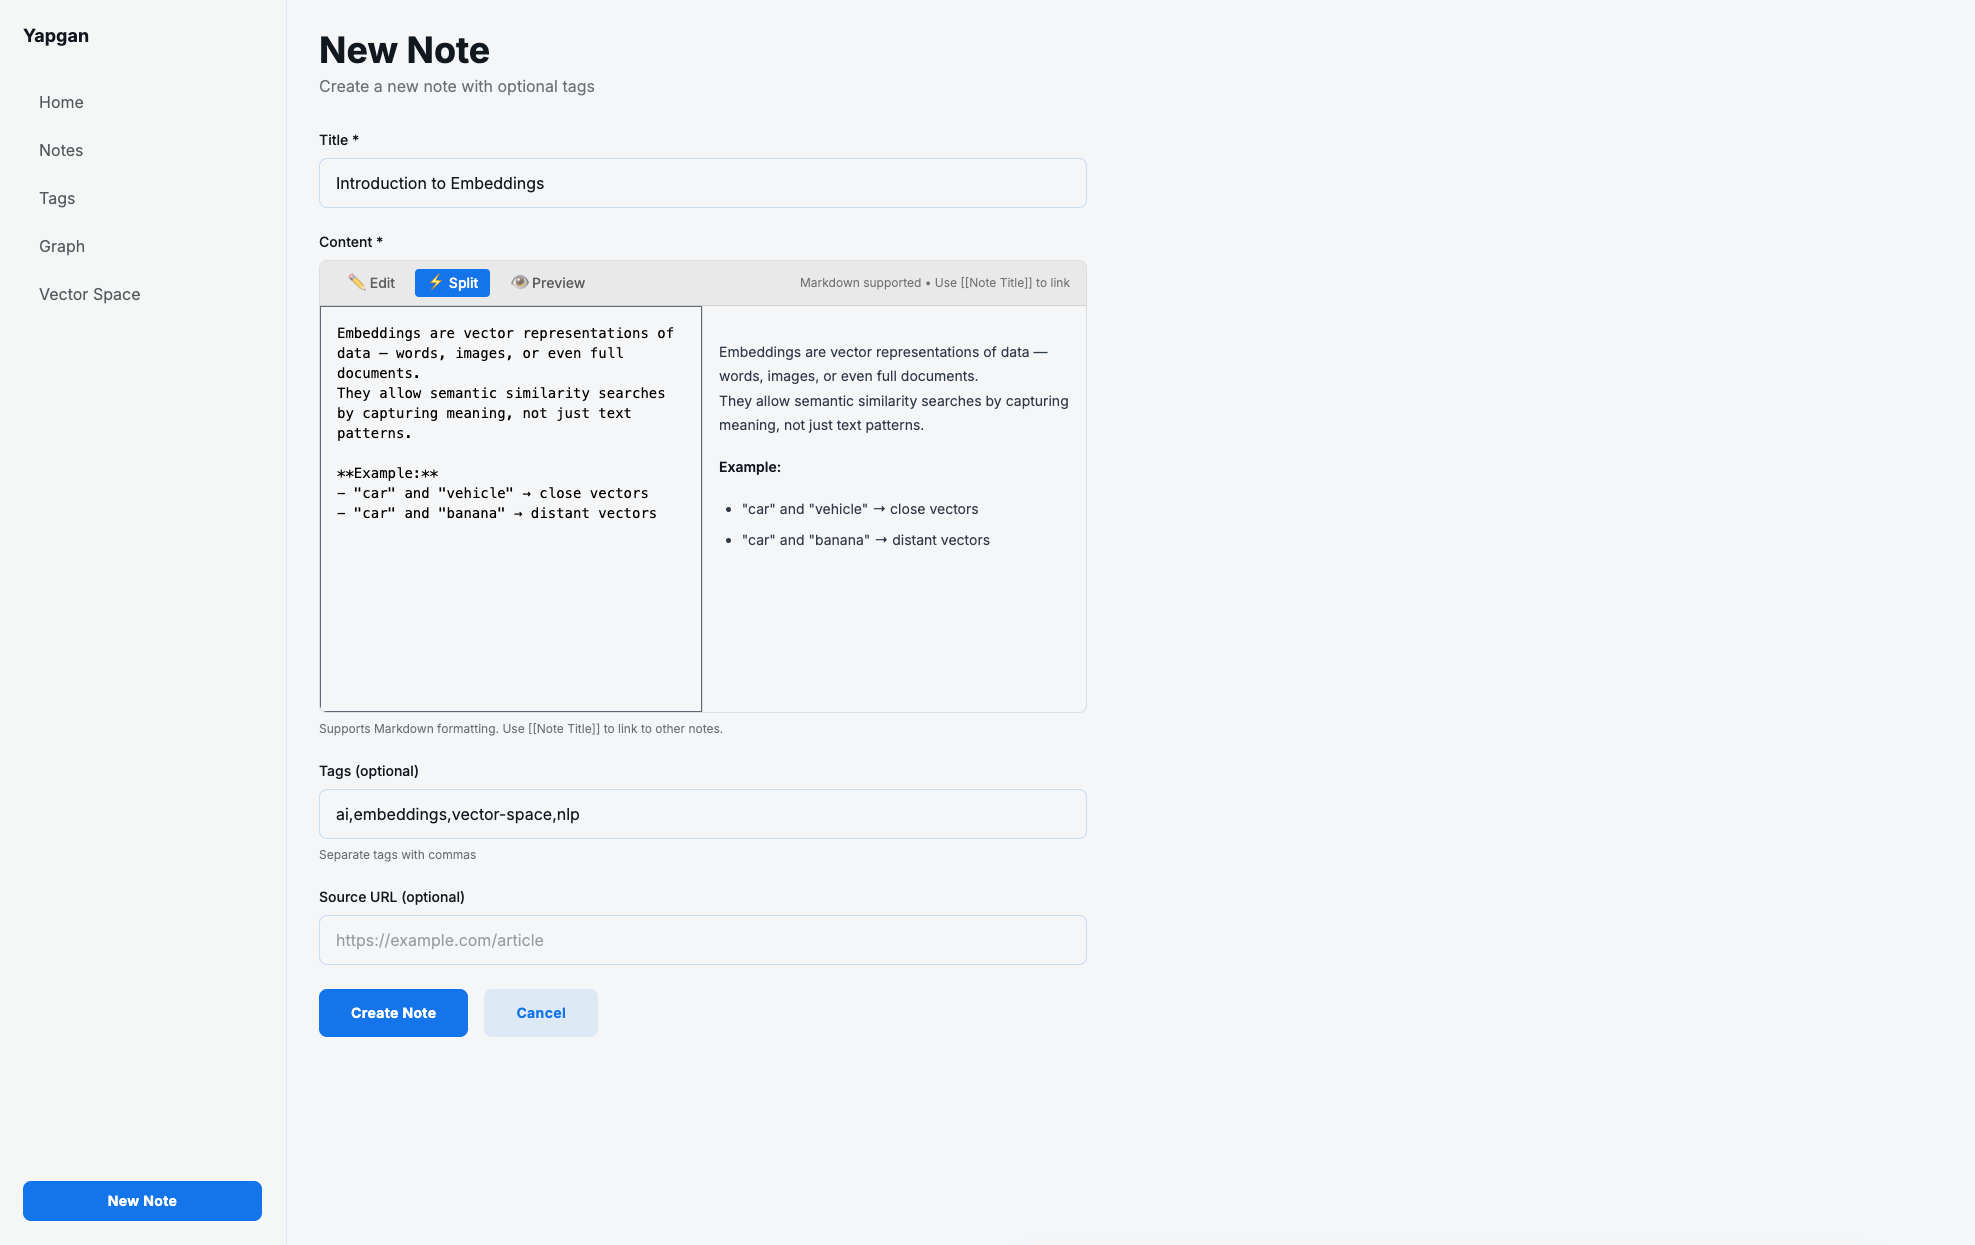 Yapgan
Home
Notes
Tags
Graph
Vector Space
New Note
New Note
Create a new note with optional tags
Title *
Introduction to Embeddings
Content *
✏️ Edit
⚡ Split
👁️ Preview
Markdown supported • Use [[Note Title]] to link
Embeddings are vector representations of
data — words, images, or even full
documents.
They allow semantic similarity searches
by capturing meaning, not just text
patterns.
**Example:**
- "car" and "vehicle" → close vectors
- "car" and "banana" → distant vectors
Embeddings are vector representations of data —
words, images, or even full documents.
They allow semantic similarity searches by capturing
meaning, not just text patterns.
Example:
• "car" and "vehicle" → close vectors
• "car" and "banana" → distant vectors
Supports Markdown formatting. Use [[Note Title]] to link to other notes.
Tags (optional)
ai,embeddings,vector-space,nlp
Separate tags with commas
Source URL (optional)
https://example.com/article
Create Note
Cancel